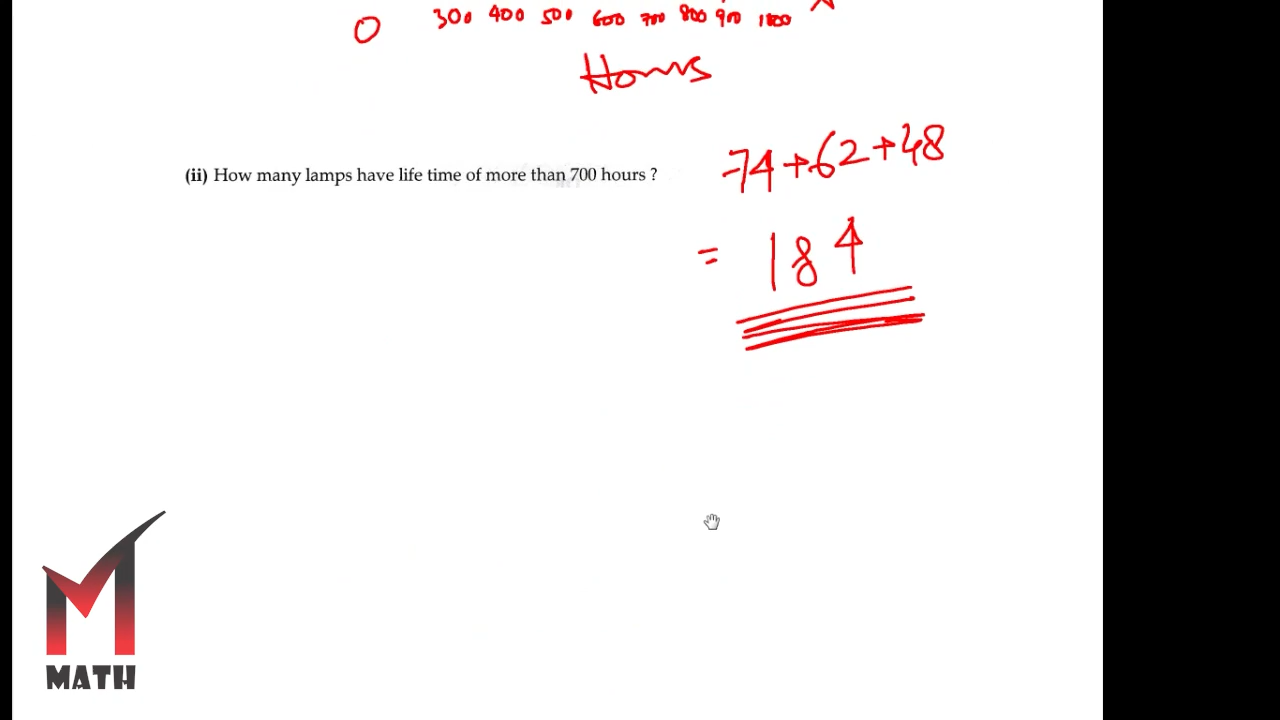 0 300 400 500 600 700 800 900 1000
Hours
(ii) How many lamps have life time of more than 700 hours ?
74+62+48
= 184
MATH